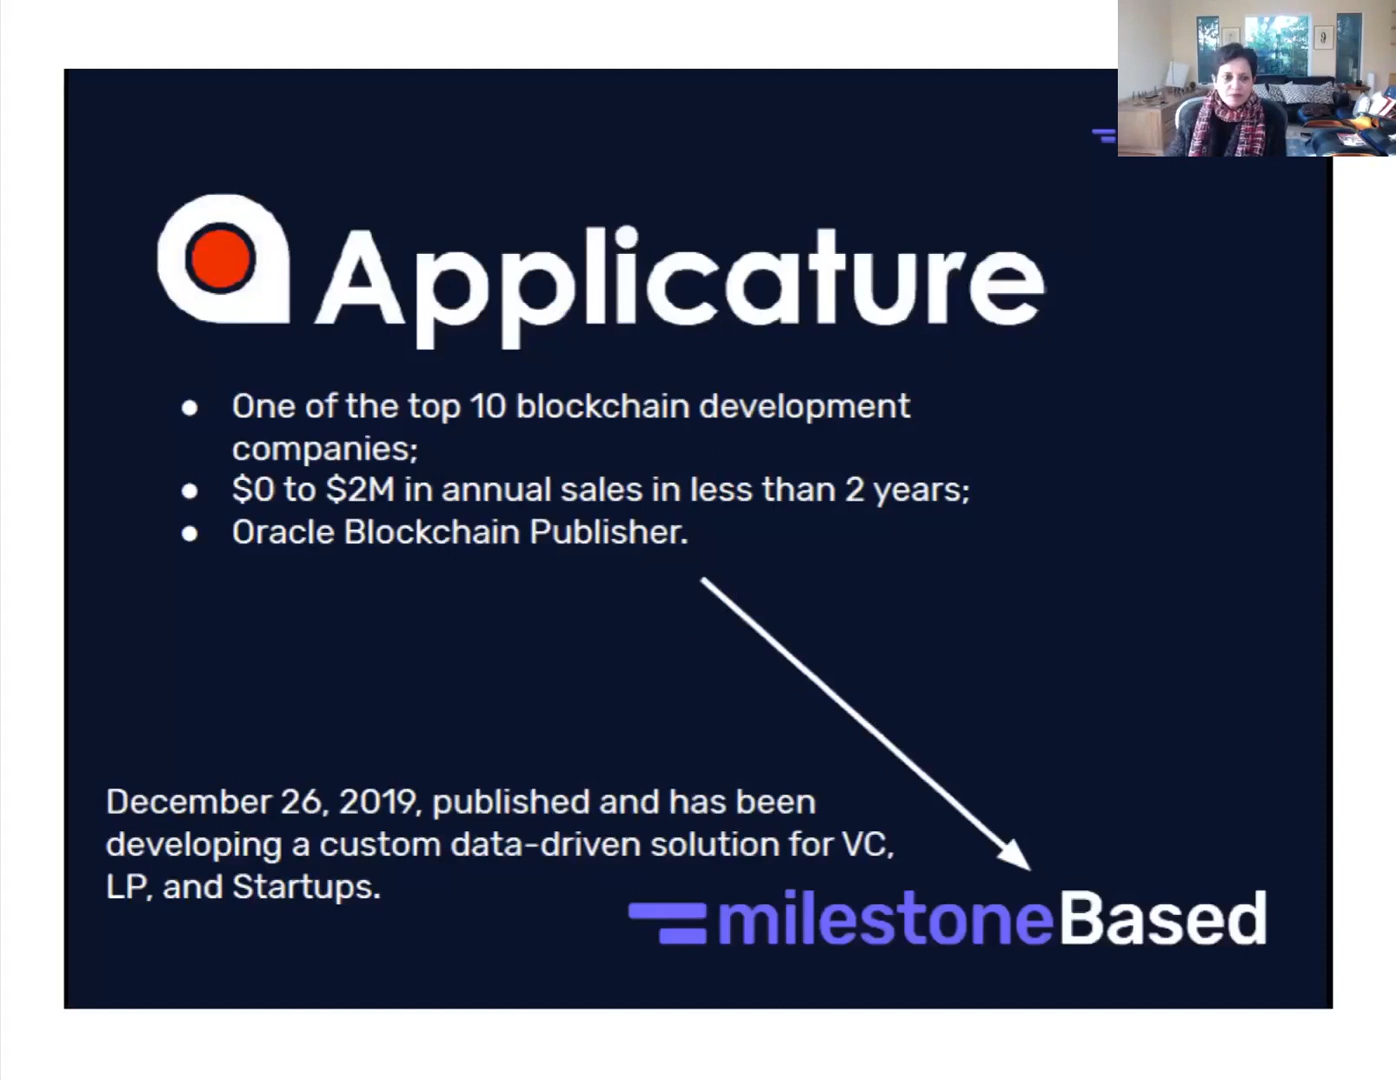 Applicature
● One of the top 10 blockchain development
companies;
● $0 to $2M in annual sales in less than 2 years;
● Oracle Blockchain Publisher.
December 26, 2019, published and has been
developing a custom data-driven solution for VC,
LP, and Startups.
milestoneBased